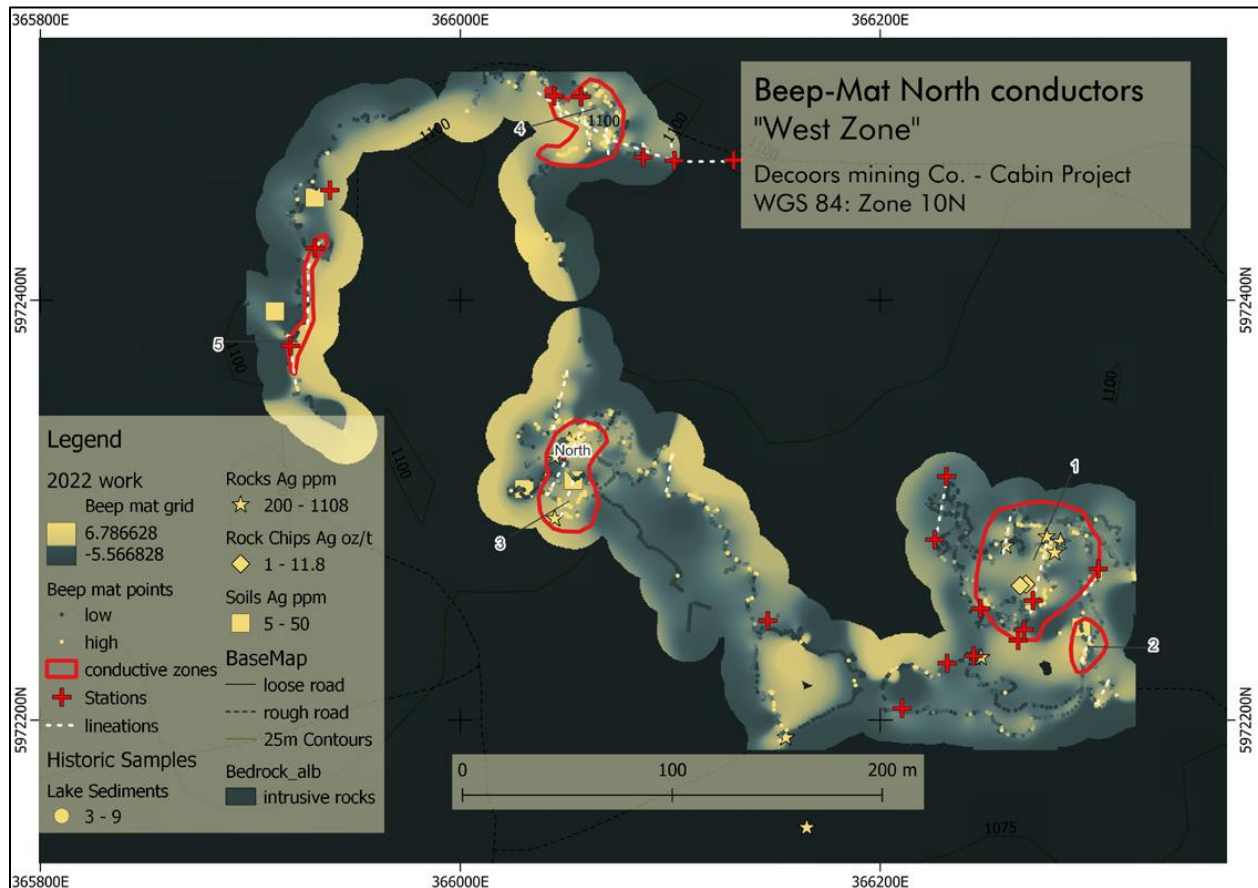 365800E
366000E
366200E
Beep-Mat North conductors
"West Zone"
Decoors mining Co. - Cabin Project
WGS 84: Zone 10N
4
1100
1100
1100
1100
5972400N
5972400N
5
1100
1100
1100
North
3
1
2
Legend
2022 work
Beep mat grid
6.786628
-5.566828
Beep mat points
low
high
conductive zones
Stations
lineations
Historic Samples
Lake Sediments
3 - 9
Rocks Ag ppm
200 - 1108
Rock Chips Ag oz/t
1 - 11.8
Soils Ag ppm
5 - 50
BaseMap
loose road
rough road
25m Contours
Bedrock_alb
intrusive rocks
5972200N
5972200N
0
100
200 m
1075
365800E
366000E
366200E